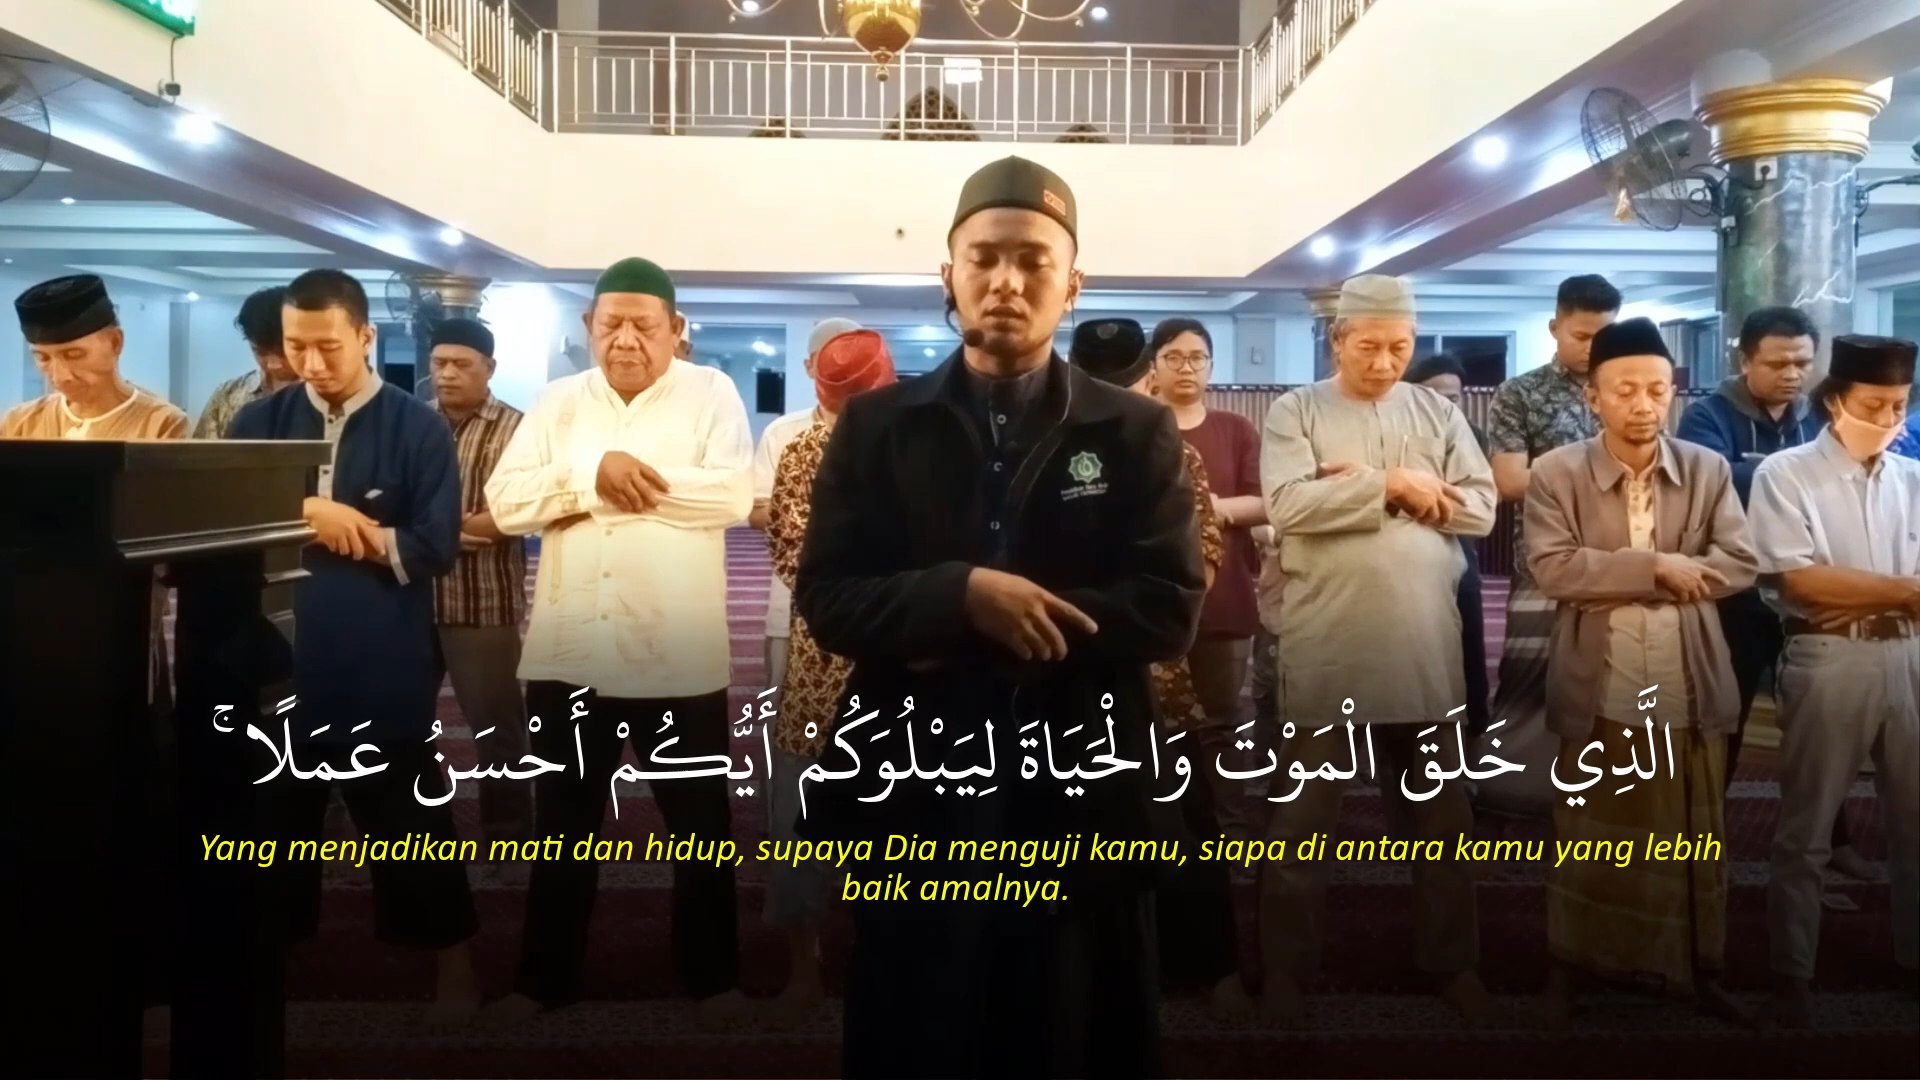 الَّذِي خَلَقَ الْمَوْتَ وَالْحَيَاةَ لِيَبْلُوَكُمْ أَيُّكُمْ أَحْسَنُ عَمَلًا ۚ
Yang menjadikan mati dan hidup, supaya Dia menguji kamu, siapa di antara kamu yang lebih
baik amalnya.